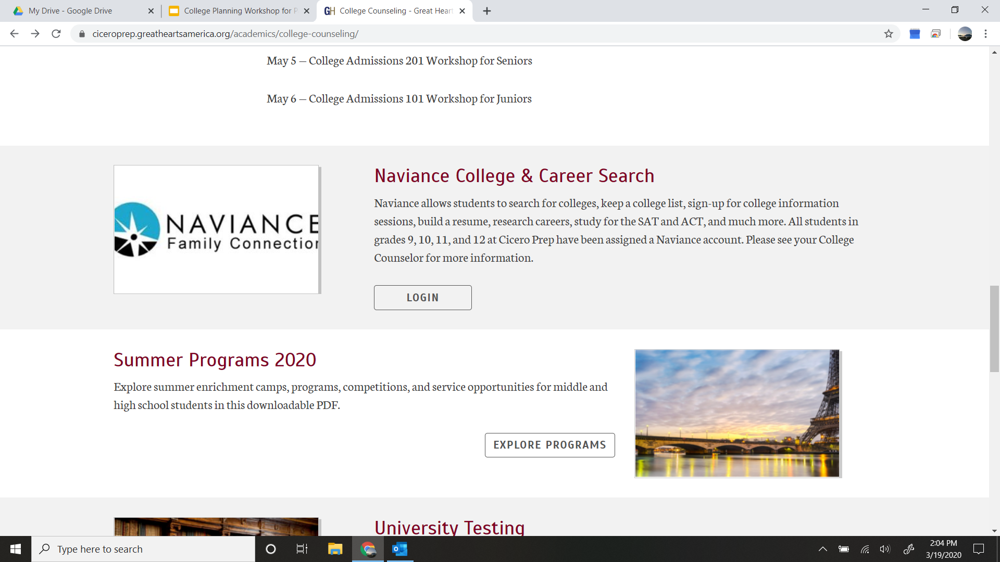 My Drive - Google Drive
College Planning Workshop for P
GH College Counseling - Great Heart
ciceroprep.greatheartsamerica.org/academics/college-counseling/
May 5 – College Admissions 201 Workshop for Seniors
May 6 – College Admissions 101 Workshop for Juniors
NAVIANCE
Family Connection
Naviance College & Career Search
Naviance allows students to search for colleges, keep a college list, sign-up for college information
sessions, build a resume, research careers, study for the SAT and ACT, and much more. All students in
grades 9, 10, 11, and 12 at Cicero Prep have been assigned a Naviance account. Please see your College
Counselor for more information.
LOGIN
Summer Programs 2020
Explore summer enrichment camps, programs, competitions, and service opportunities for middle and
high school students in this downloadable PDF.
EXPLORE PROGRAMS
University Testing
Type here to search
2:04 PM
3/19/2020